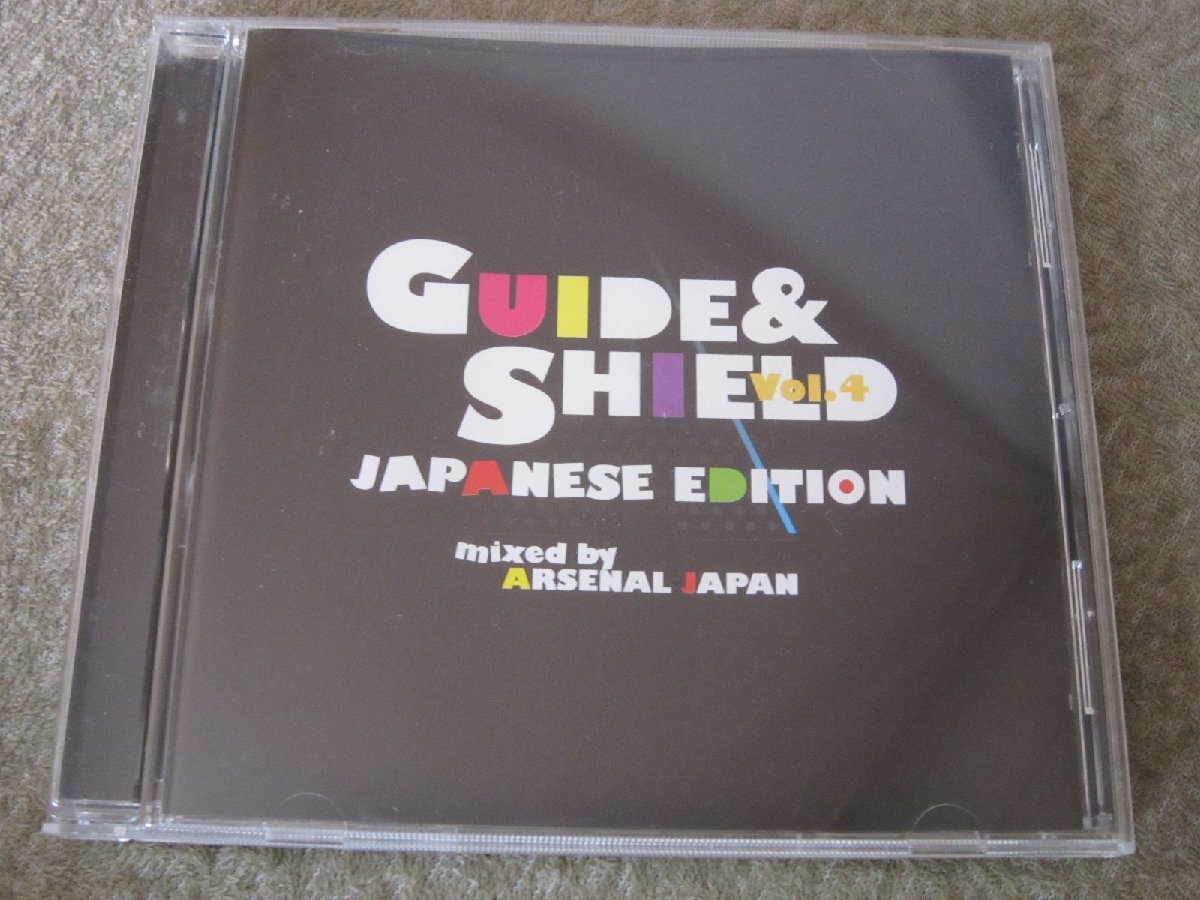 GUIDE&
SHIELD
Vol.4
JAPANESE EDITION
mixed by
ARSENAL JAPAN